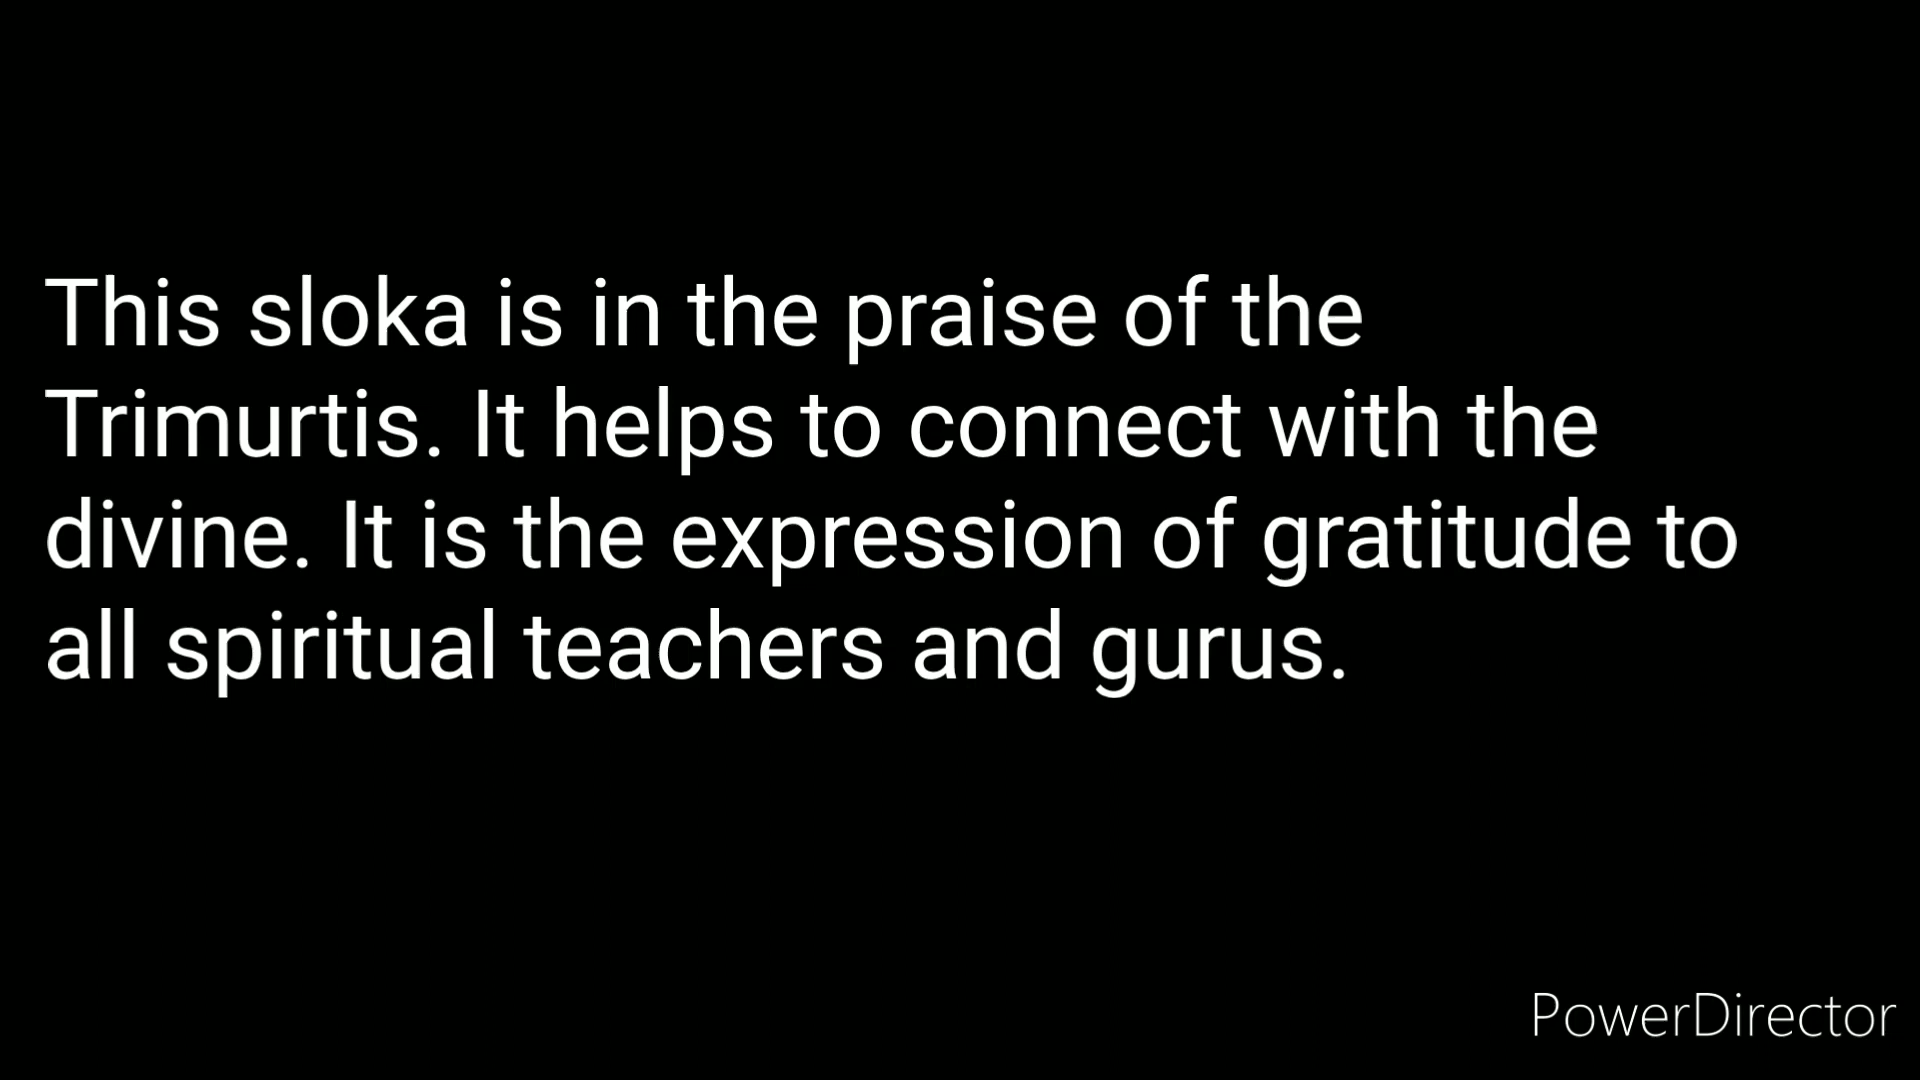 This sloka is in the praise of the
Trimurtis. It helps to connect with the
divine. It is the expression of gratitude to
all spiritual teachers and gurus.
PowerDirector